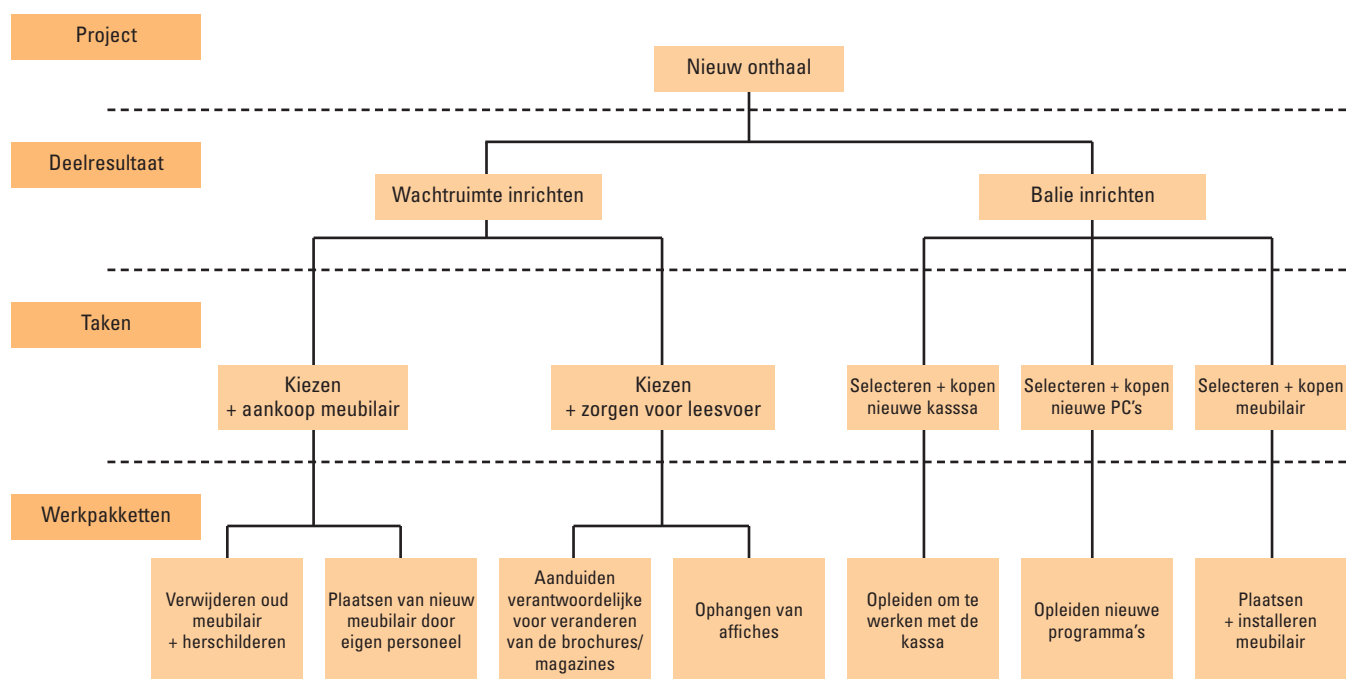 Project
Nieuw onthaal
Deelresultaat
Wachtruimte inrichten
Balie inrichten
Taken
Kiezen
+ aankoop meubilair
Kiezen
+ zorgen voor leesvoer
Selecteren + kopen
nieuwe kasssa
Selecteren + kopen
nieuwe PC’s
Selecteren + kopen
meubilair
Werkpakketten
Verwijderen oud
meubilair
+ herschilderen
Plaatsen van nieuw
meubilair door
eigen personeel
Aanduiden
verantwoordelijke
voor veranderen
van de brochures/
magazines
Ophangen van
affiches
Opleiden om te
werken met de
kassa
Opleiden nieuwe
programma’s
Plaatsen
+ installeren
meubilair